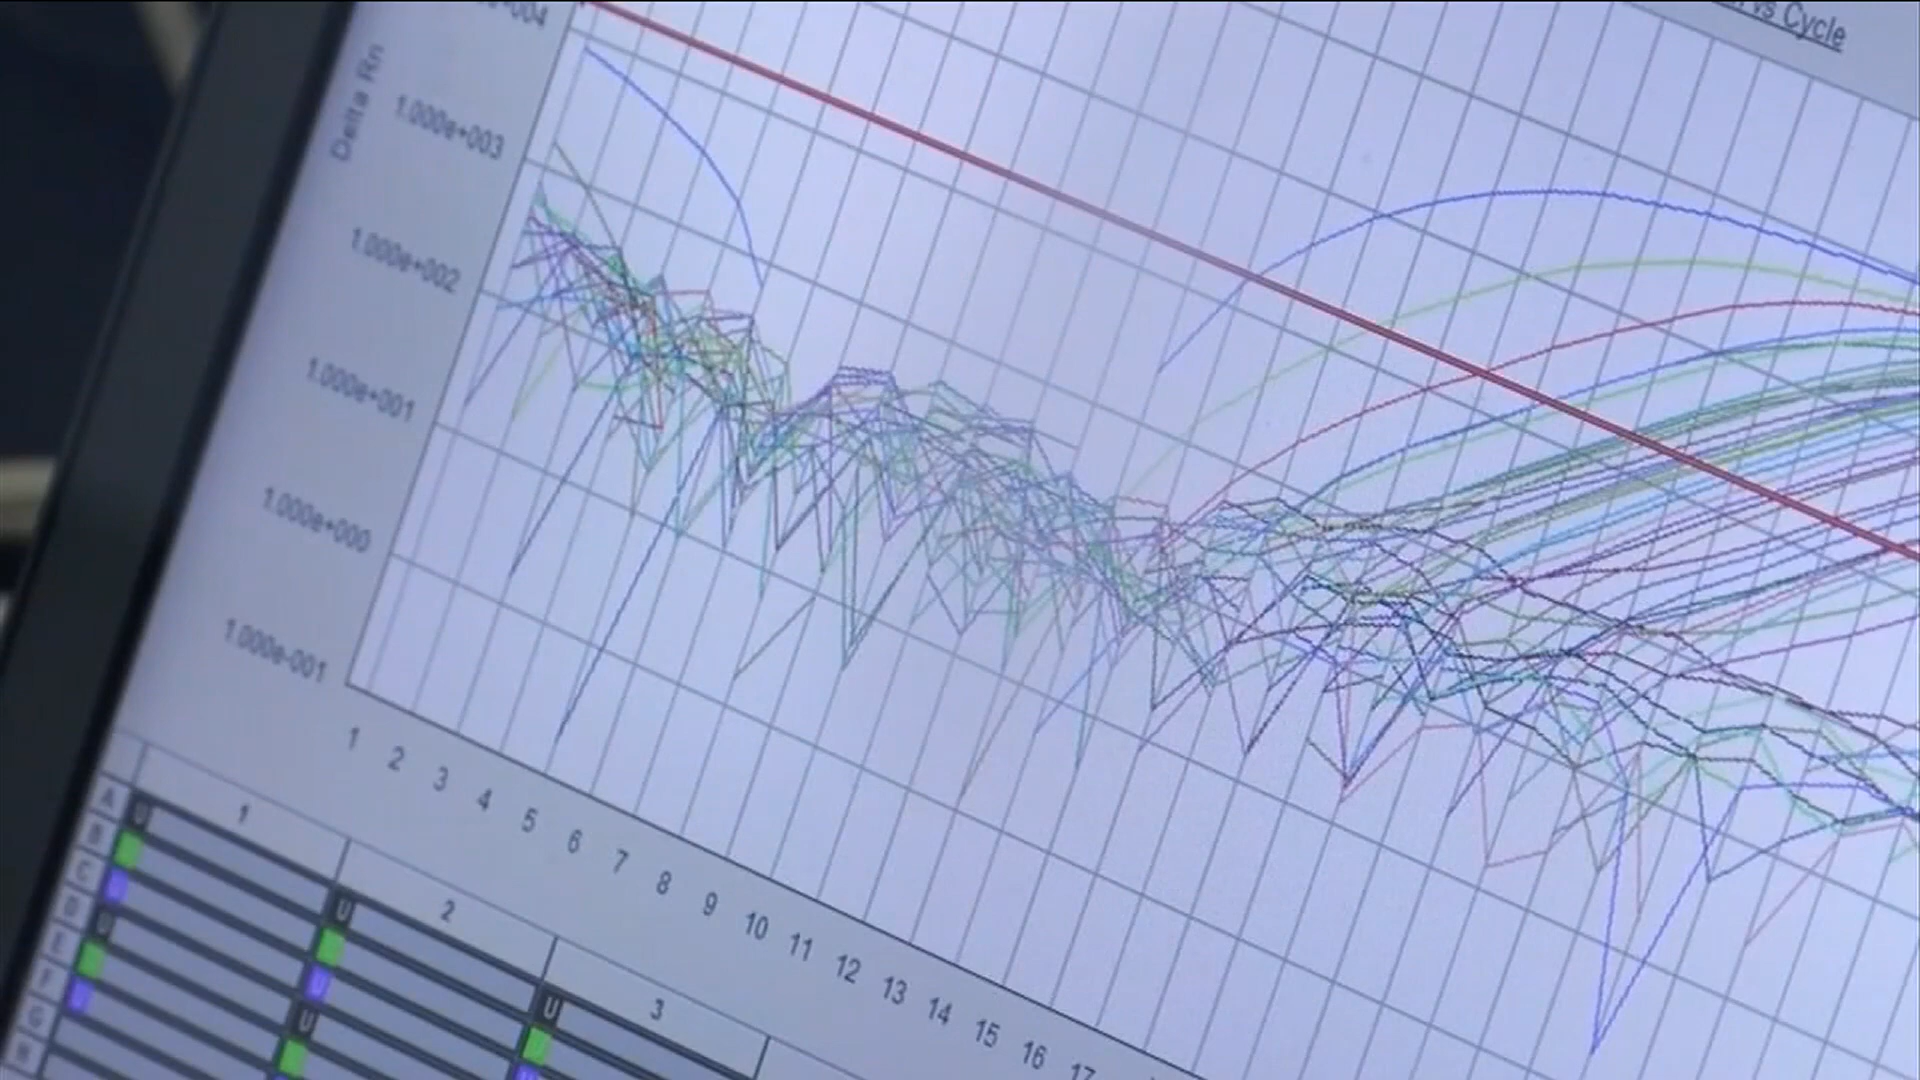 vs Cycle
Delta Rn
1.000e+003
1.000e+002
1.000e+001
1.000e+000
1.000e-001
1 2 3 4 5 6 7 8 9 10 11 12 13 14 15 16 17
1 2 3
A U
B
C U
D U
E
F U
G
H
U
U
U
U